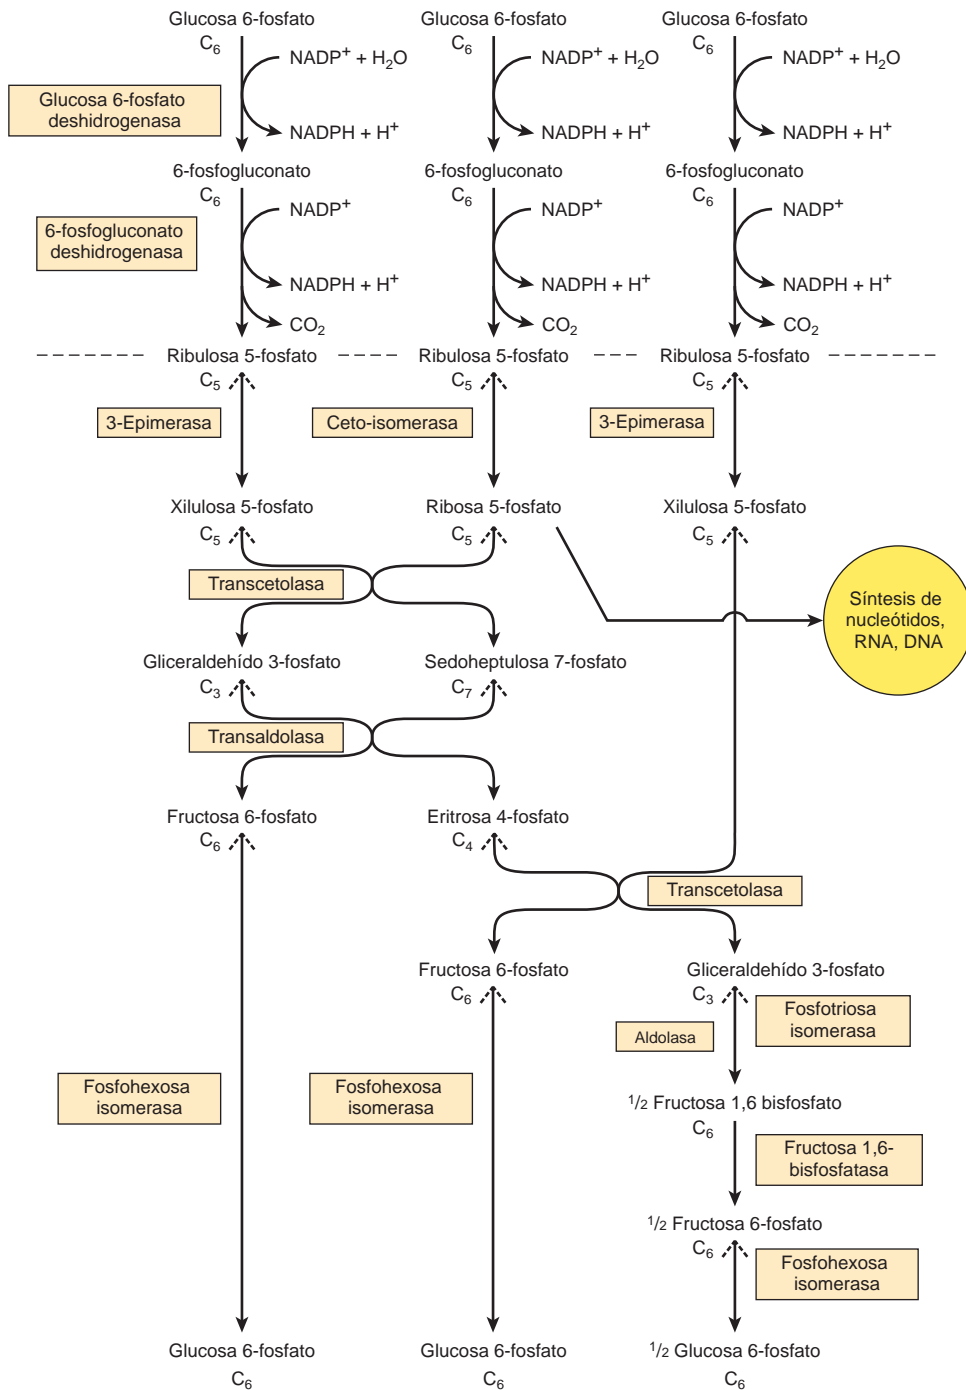 Glucosa 6-fosfato Glucosa 6-fosfato Glucosa 6-fosfato
C6 C6 C6
NADP+ + H2O NADP+ + H2O NADP+ + H2O
Glucosa 6-fosfato
deshidrogenasa
NADPH + H+ NADPH + H+ NADPH + H+
6-fosfogluconato 6-fosfogluconato 6-fosfogluconato
C6 C6 C6
NADP+ NADP+ NADP+
6-fosfogluconato
deshidrogenasa
NADPH + H+ NADPH + H+ NADPH + H+
CO2 CO2 CO2
Ribulosa 5-fosfato Ribulosa 5-fosfato Ribulosa 5-fosfato
C5 C5 C5
3-Epimerasa Ceto-isomerasa 3-Epimerasa
Xilulosa 5-fosfato Ribosa 5-fosfato Xilulosa 5-fosfato
C5 C5 C5
Transcetolasa
Síntesis de
nucleótidos,
RNA, DNA
Gliceraldehído 3-fosfato Sedoheptulosa 7-fosfato
C3 C7
Transaldolasa
Fructosa 6-fosfato Eritrosa 4-fosfato
C6 C4
Transcetolasa
Fructosa 6-fosfato Gliceraldehído 3-fosfato
C6 C3
Fosfotriosa
isomerasa
Aldolasa
Fosfohexosa Fosfohexosa
isomerasa isomerasa
1/2 Fructosa 1,6 bisfosfato
C6
Fructosa 1,6-
bisfosfatasa
1/2 Fructosa 6-fosfato
C6
Fosfohexosa
isomerasa
Glucosa 6-fosfato Glucosa 6-fosfato 1/2 Glucosa 6-fosfato
C6 C6 C6